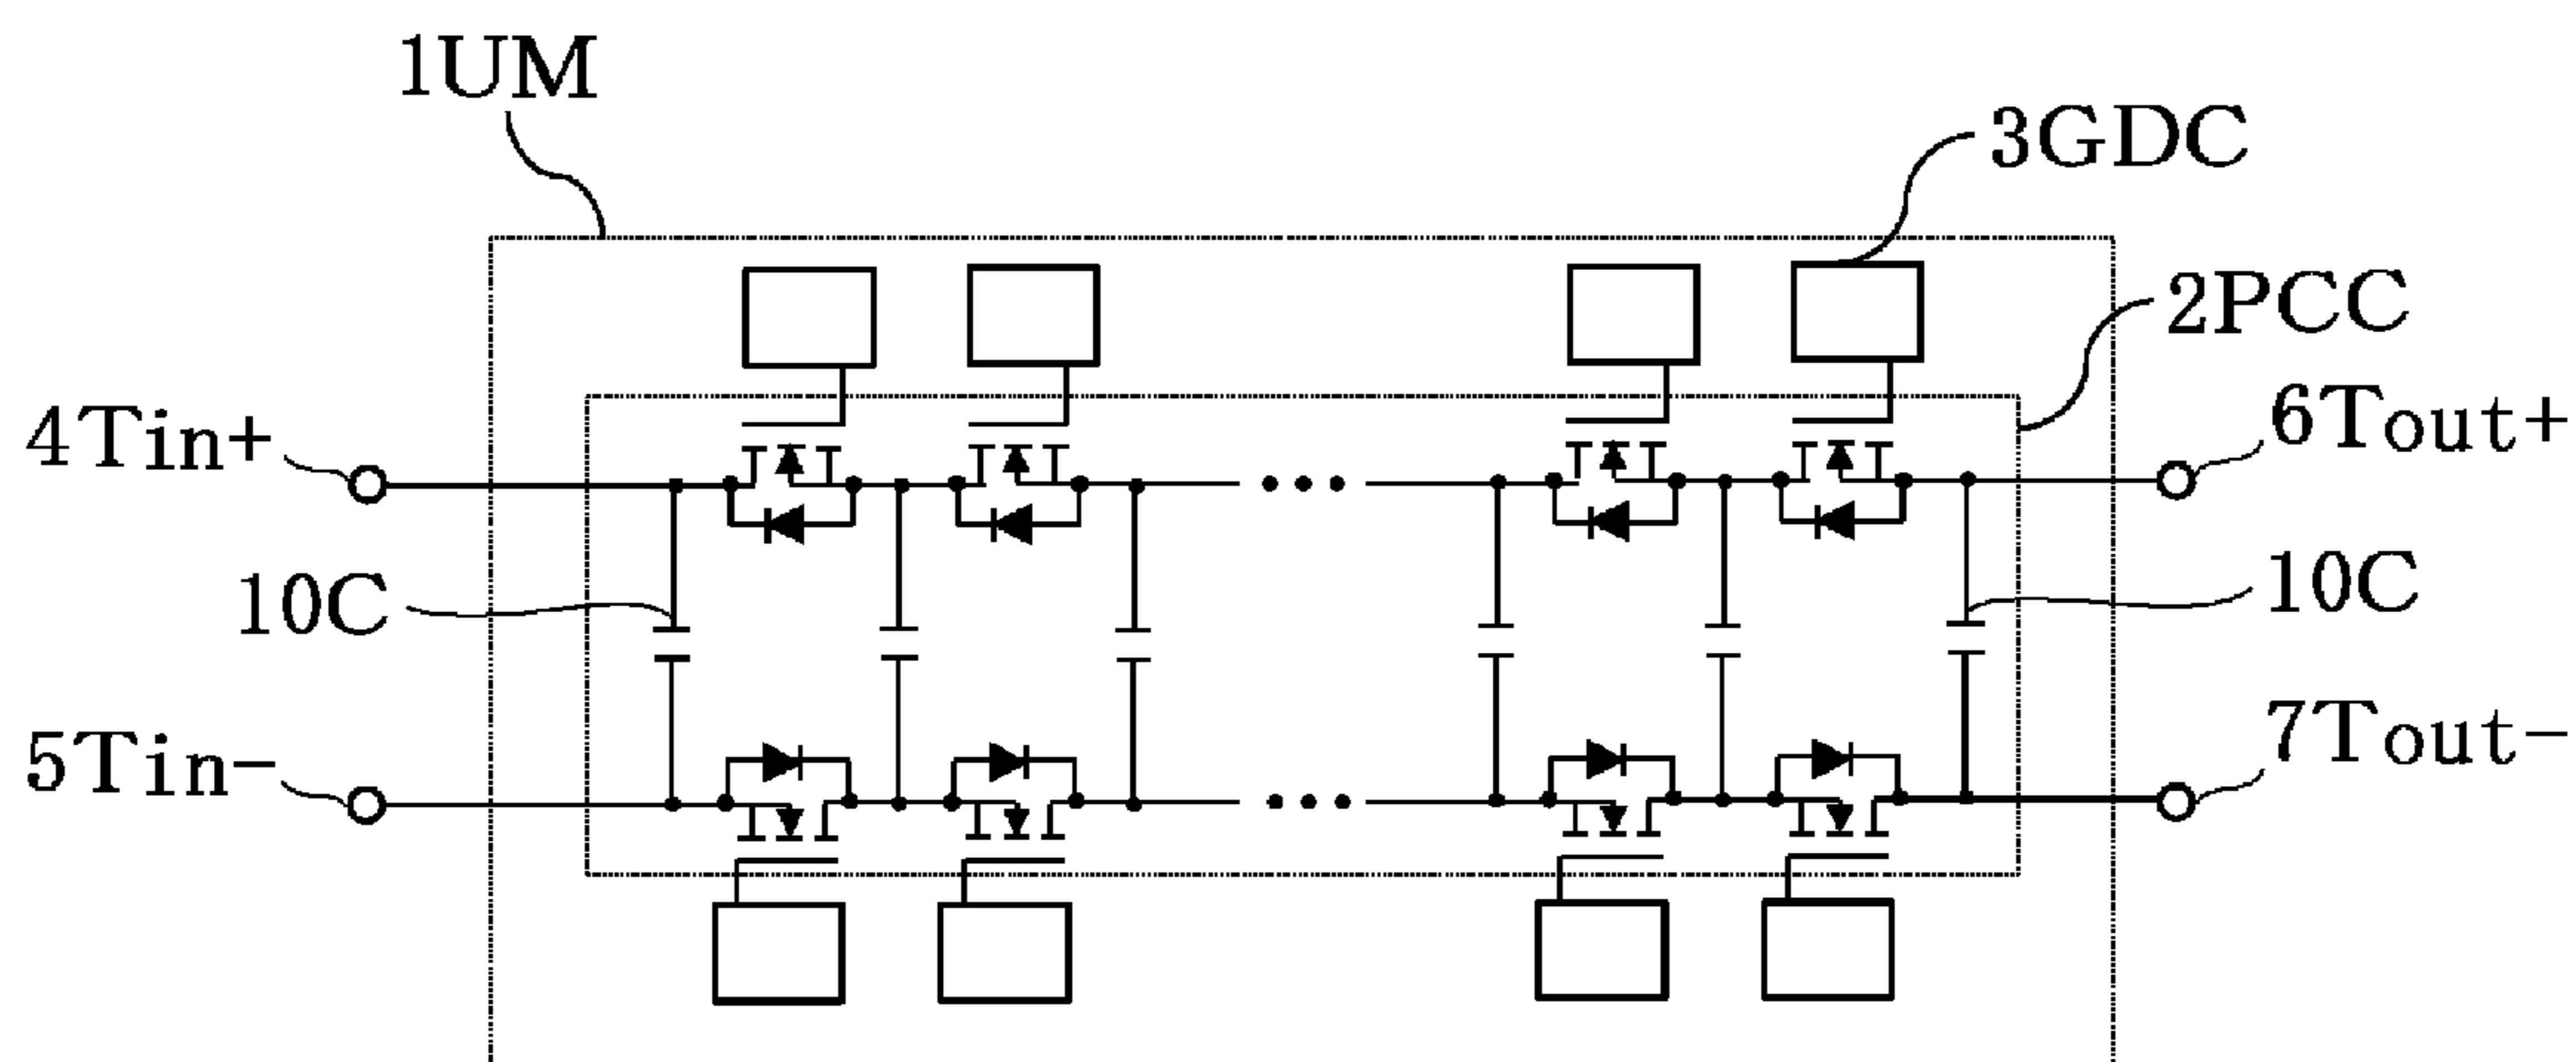 1UM
3GDC
2PCC
4Tin+
6Tout+
10C
10C
5Tin-
7Tout-